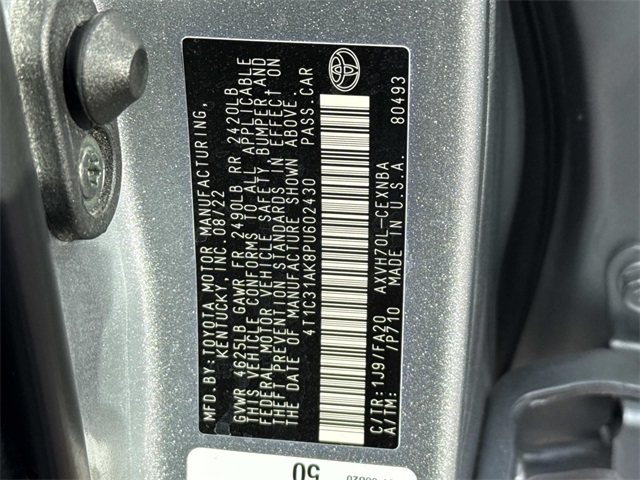 MFD.BY:TOYOTA MOTOR MANUFACTURING,
KENTUCKY, INC. 08/22
GVWR 4625LB GAWR FR 2490LB RR 2420LB
THIS VEHICLE CONFORMS TO ALL APPLICABLE
FEDERAL MOTOR VEHICLE SAFETY, BUMPER, AND
THEFT PREVENTION STANDARDS IN EFFECT ON
THE DATE OF MANUFACTURE SHOWN ABOVE.
4T1C31AK8PU602430 PASS.CAR
C/TR:1J9/FA20 AXVH70L-CEXNBA
A/TM: /P710 MADE IN U.S.A. 80493
50